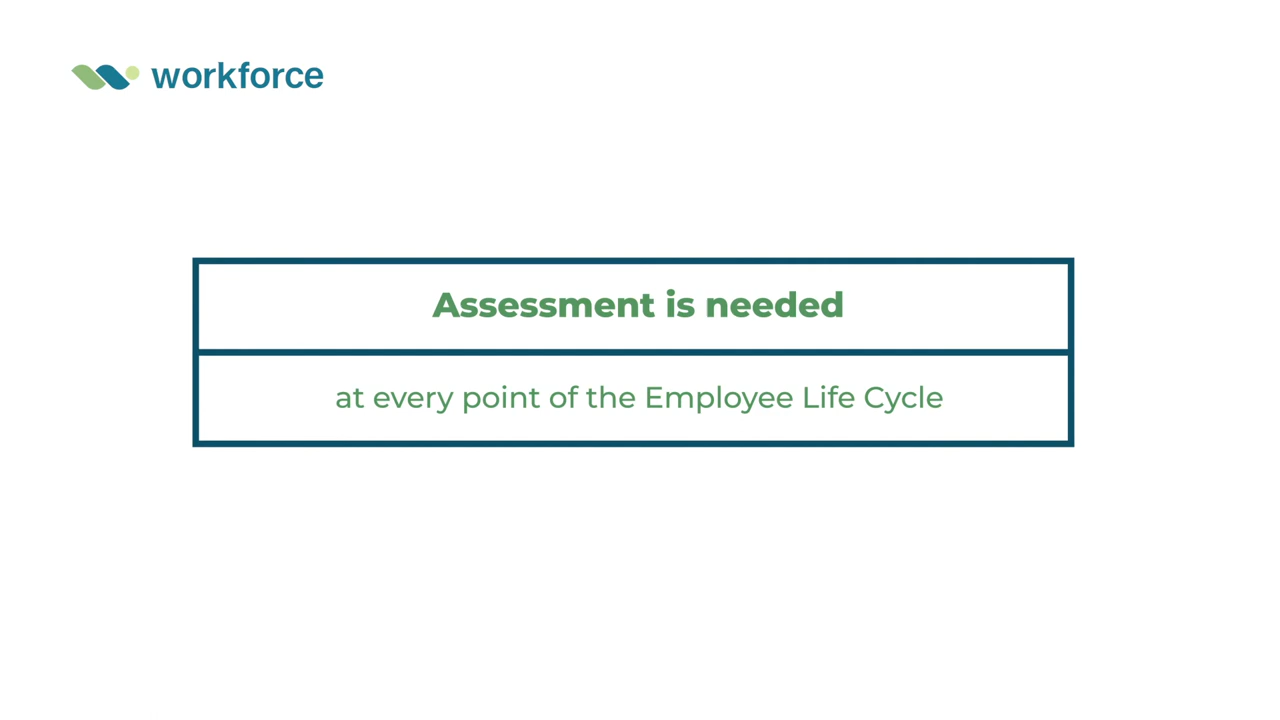 workforce
Assessment is needed
at every point of the Employee Life Cycle